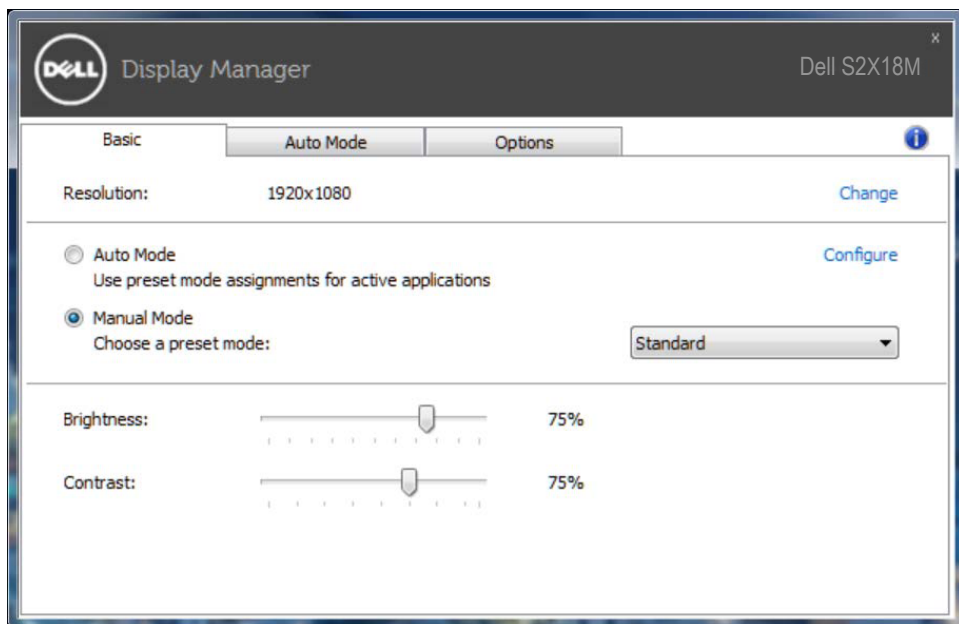 x
DELL Display Manager Dell S2X18M
Basic Auto Mode Options i
Resolution: 1920x1080 Change
Auto Mode Configure
Use preset mode assignments for active applications
Manual Mode
Choose a preset mode: Standard
Brightness: 75%
Contrast: 75%